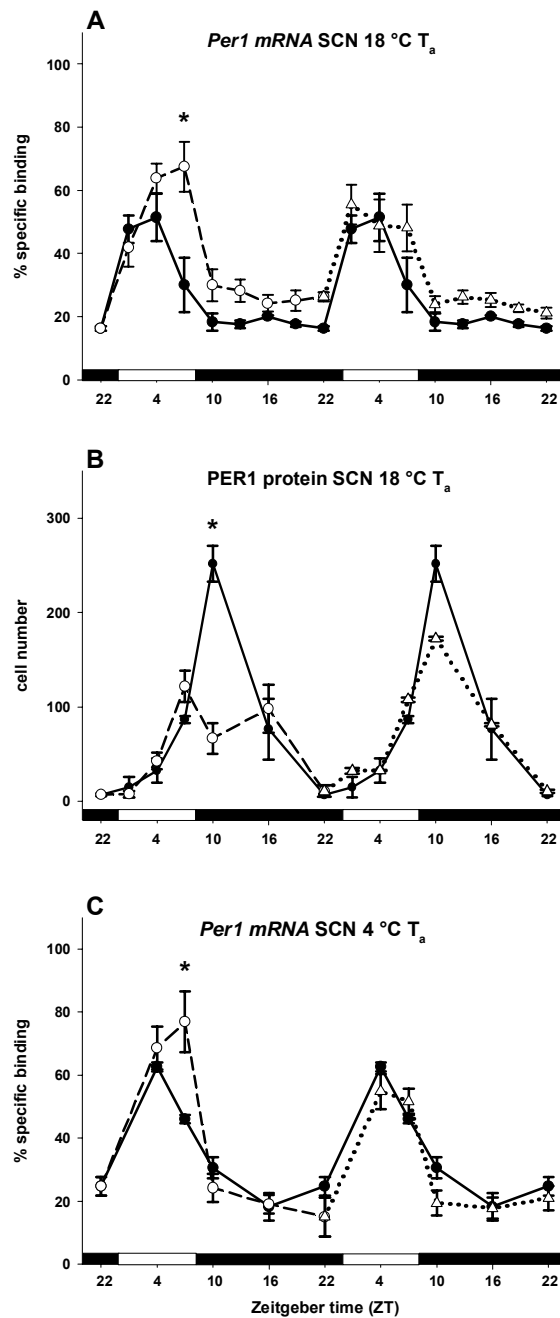 A
Per1 mRNA SCN 18 °C Ta
100
80
60
40
20
0
% specific binding
*
22 4 10 16 22 4 10 16 22
B
PER1 protein SCN 18 °C Ta
300
200
100
0
cell number
*
22 4 10 16 22 4 10 16 22
C
Per1 mRNA SCN 4 °C Ta
100
80
60
40
20
0
% specific binding
*
22 4 10 16 22 4 10 16 22
Zeitgeber time (ZT)